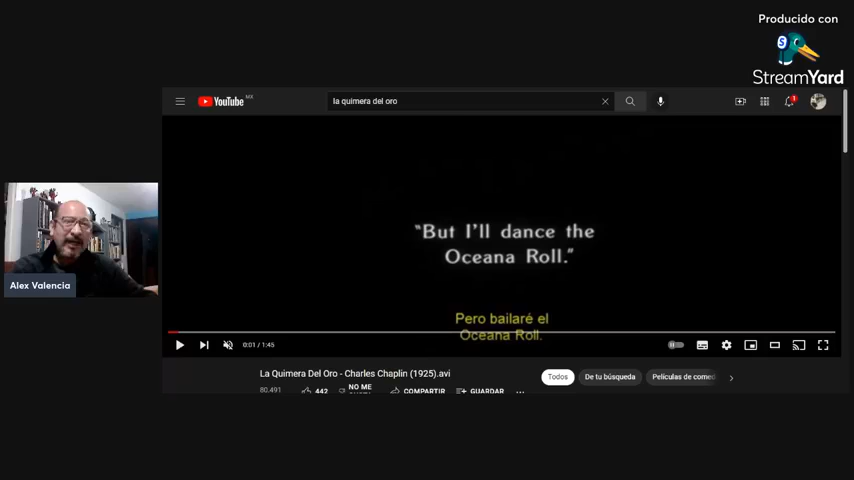 Producido con
StreamYard
YouTube MX
la quimera del oro
1
"But I'll dance the
Oceana Roll."
Alex Valencia
Pero bailaré el
Oceana Roll.
0:01 / 1:45
La Quimera Del Oro - Charles Chaplin (1925).avi
Todos
De tu búsqueda
Películas de comed
80.491
442
NO ME
COMPARTIR
GUARDAR